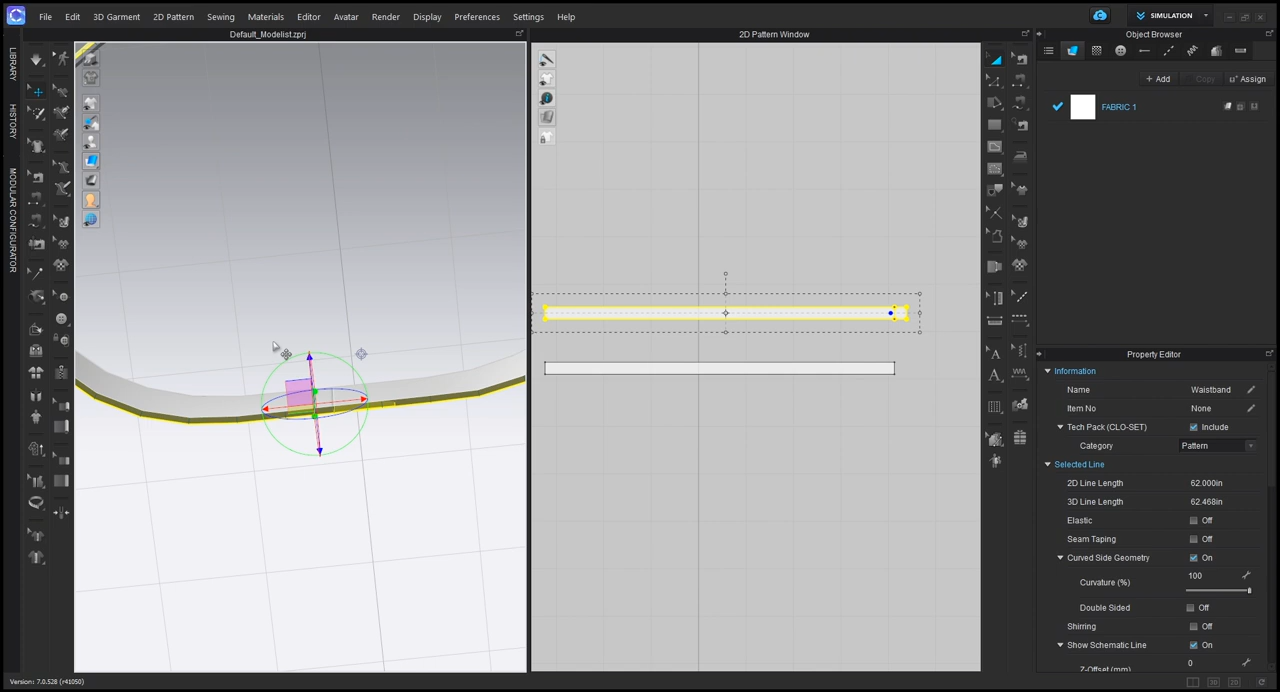 File Edit 3D Garment 2D Pattern Sewing Materials Editor Avatar Render Display Preferences Settings Help
SIMULATION
Default_Modelist.zprj
2D Pattern Window
Object Browser
LIBRARY
HISTORY
MODULAR CONFIGURATOR
+ Add Copy Assign
FABRIC 1
Property Editor
Information
Name Waistband
Item No None
Tech Pack (CLO-SET) Include
Category Pattern
Selected Line
2D Line Length 62.000in
3D Line Length 62.468in
Elastic Off
Seam Taping Off
Curved Side Geometry On
Curvature (%) 100
Double Sided Off
Shirring Off
Show Schematic Line On
Z-Offset (mm) 0
Version: 7.0.528 (r41050)
3D 2D